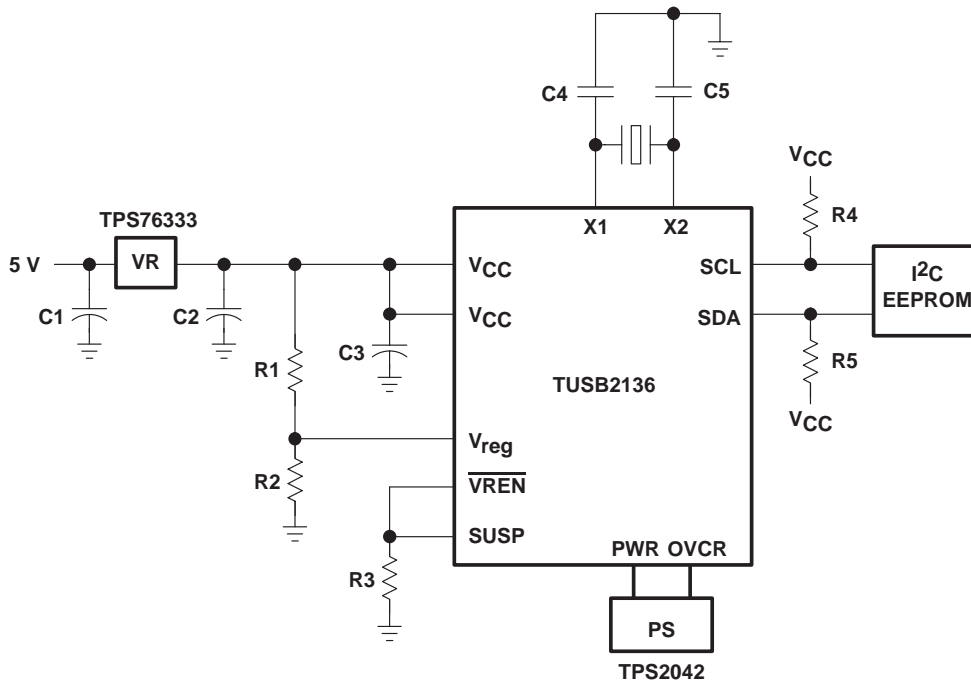 C4
C5
X1
X2
VCC
R4
TPS76333
5 V
VR
C1
C2
VCC
SCL
I2C
EEPROM
VCC
SDA
C3
R1
TUSB2136
R5
VCC
Vreg
R2
VREN
SUSP
R3
PWR
OVCR
PS
TPS2042